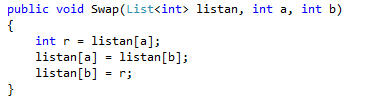 public void Swap(List<int> listan, int a, int b)
{
    int r = listan[a];
    listan[a] = listan[b];
    listan[b] = r;
}